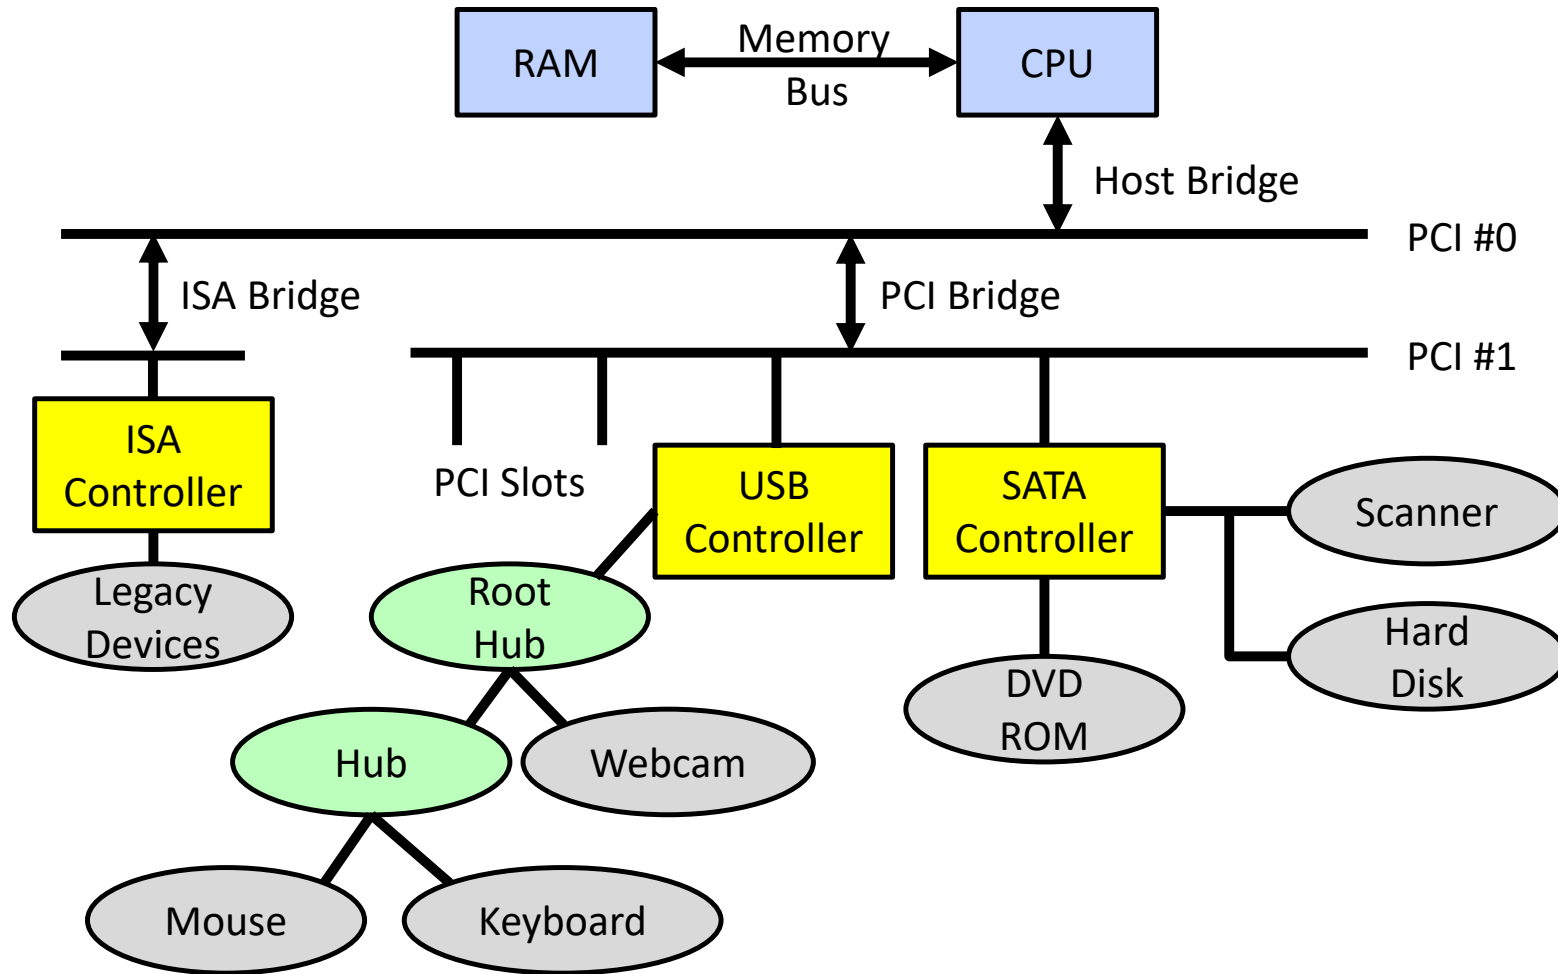 RAM
Memory
Bus
CPU
Host Bridge
PCI #0
ISA Bridge
PCI Bridge
PCI #1
ISA
Controller
PCI Slots
USB
Controller
SATA
Controller
Scanner
Legacy
Devices
Root
Hub
Hard
Disk
DVD
ROM
Hub
Webcam
Mouse
Keyboard